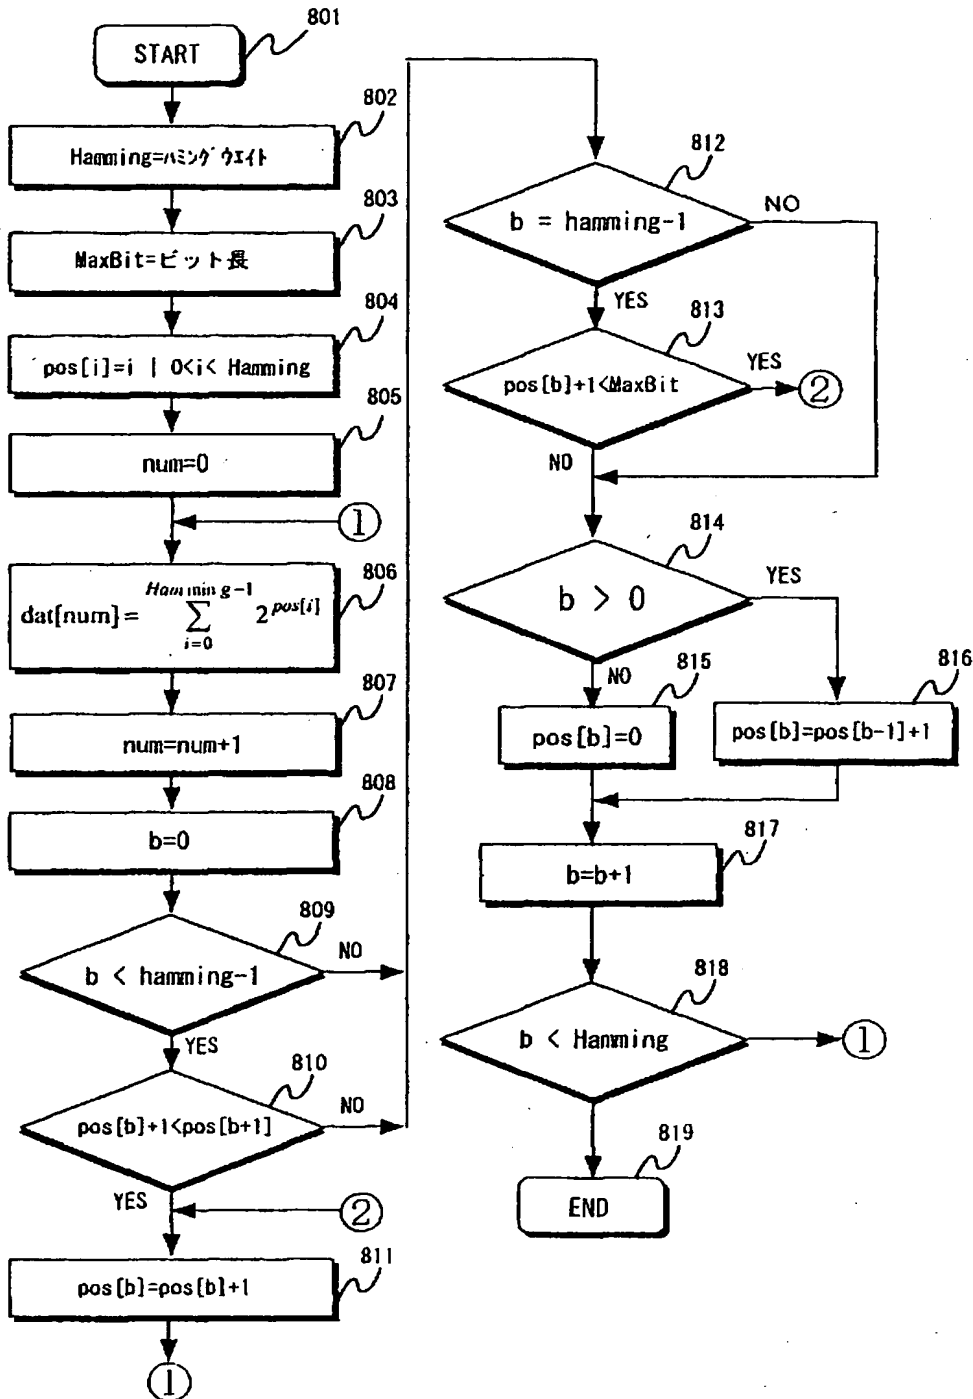 801
START
802
Hamming=ﾊﾐﾝｸﾞｳｴｲﾄ
803
MaxBit=ビット長
804
pos[i]=i | 0<i< Hamming
805
num=0
①
806
dat[num]= Hamming-1 ∑ i=0 2^pos[i]
807
num=num+1
808
b=0
809
b < hamming-1
NO
YES
810
pos[b]+1<pos[b+1]
NO
YES
②
811
pos[b]=pos[b]+1
①
812
b = hamming-1
NO
YES
813
pos[b]+1<MaxBit
YES
②
NO
814
b > 0
YES
NO
815
pos[b]=0
816
pos[b]=pos[b-1]+1
817
b=b+1
818
b < Hamming
①
819
END